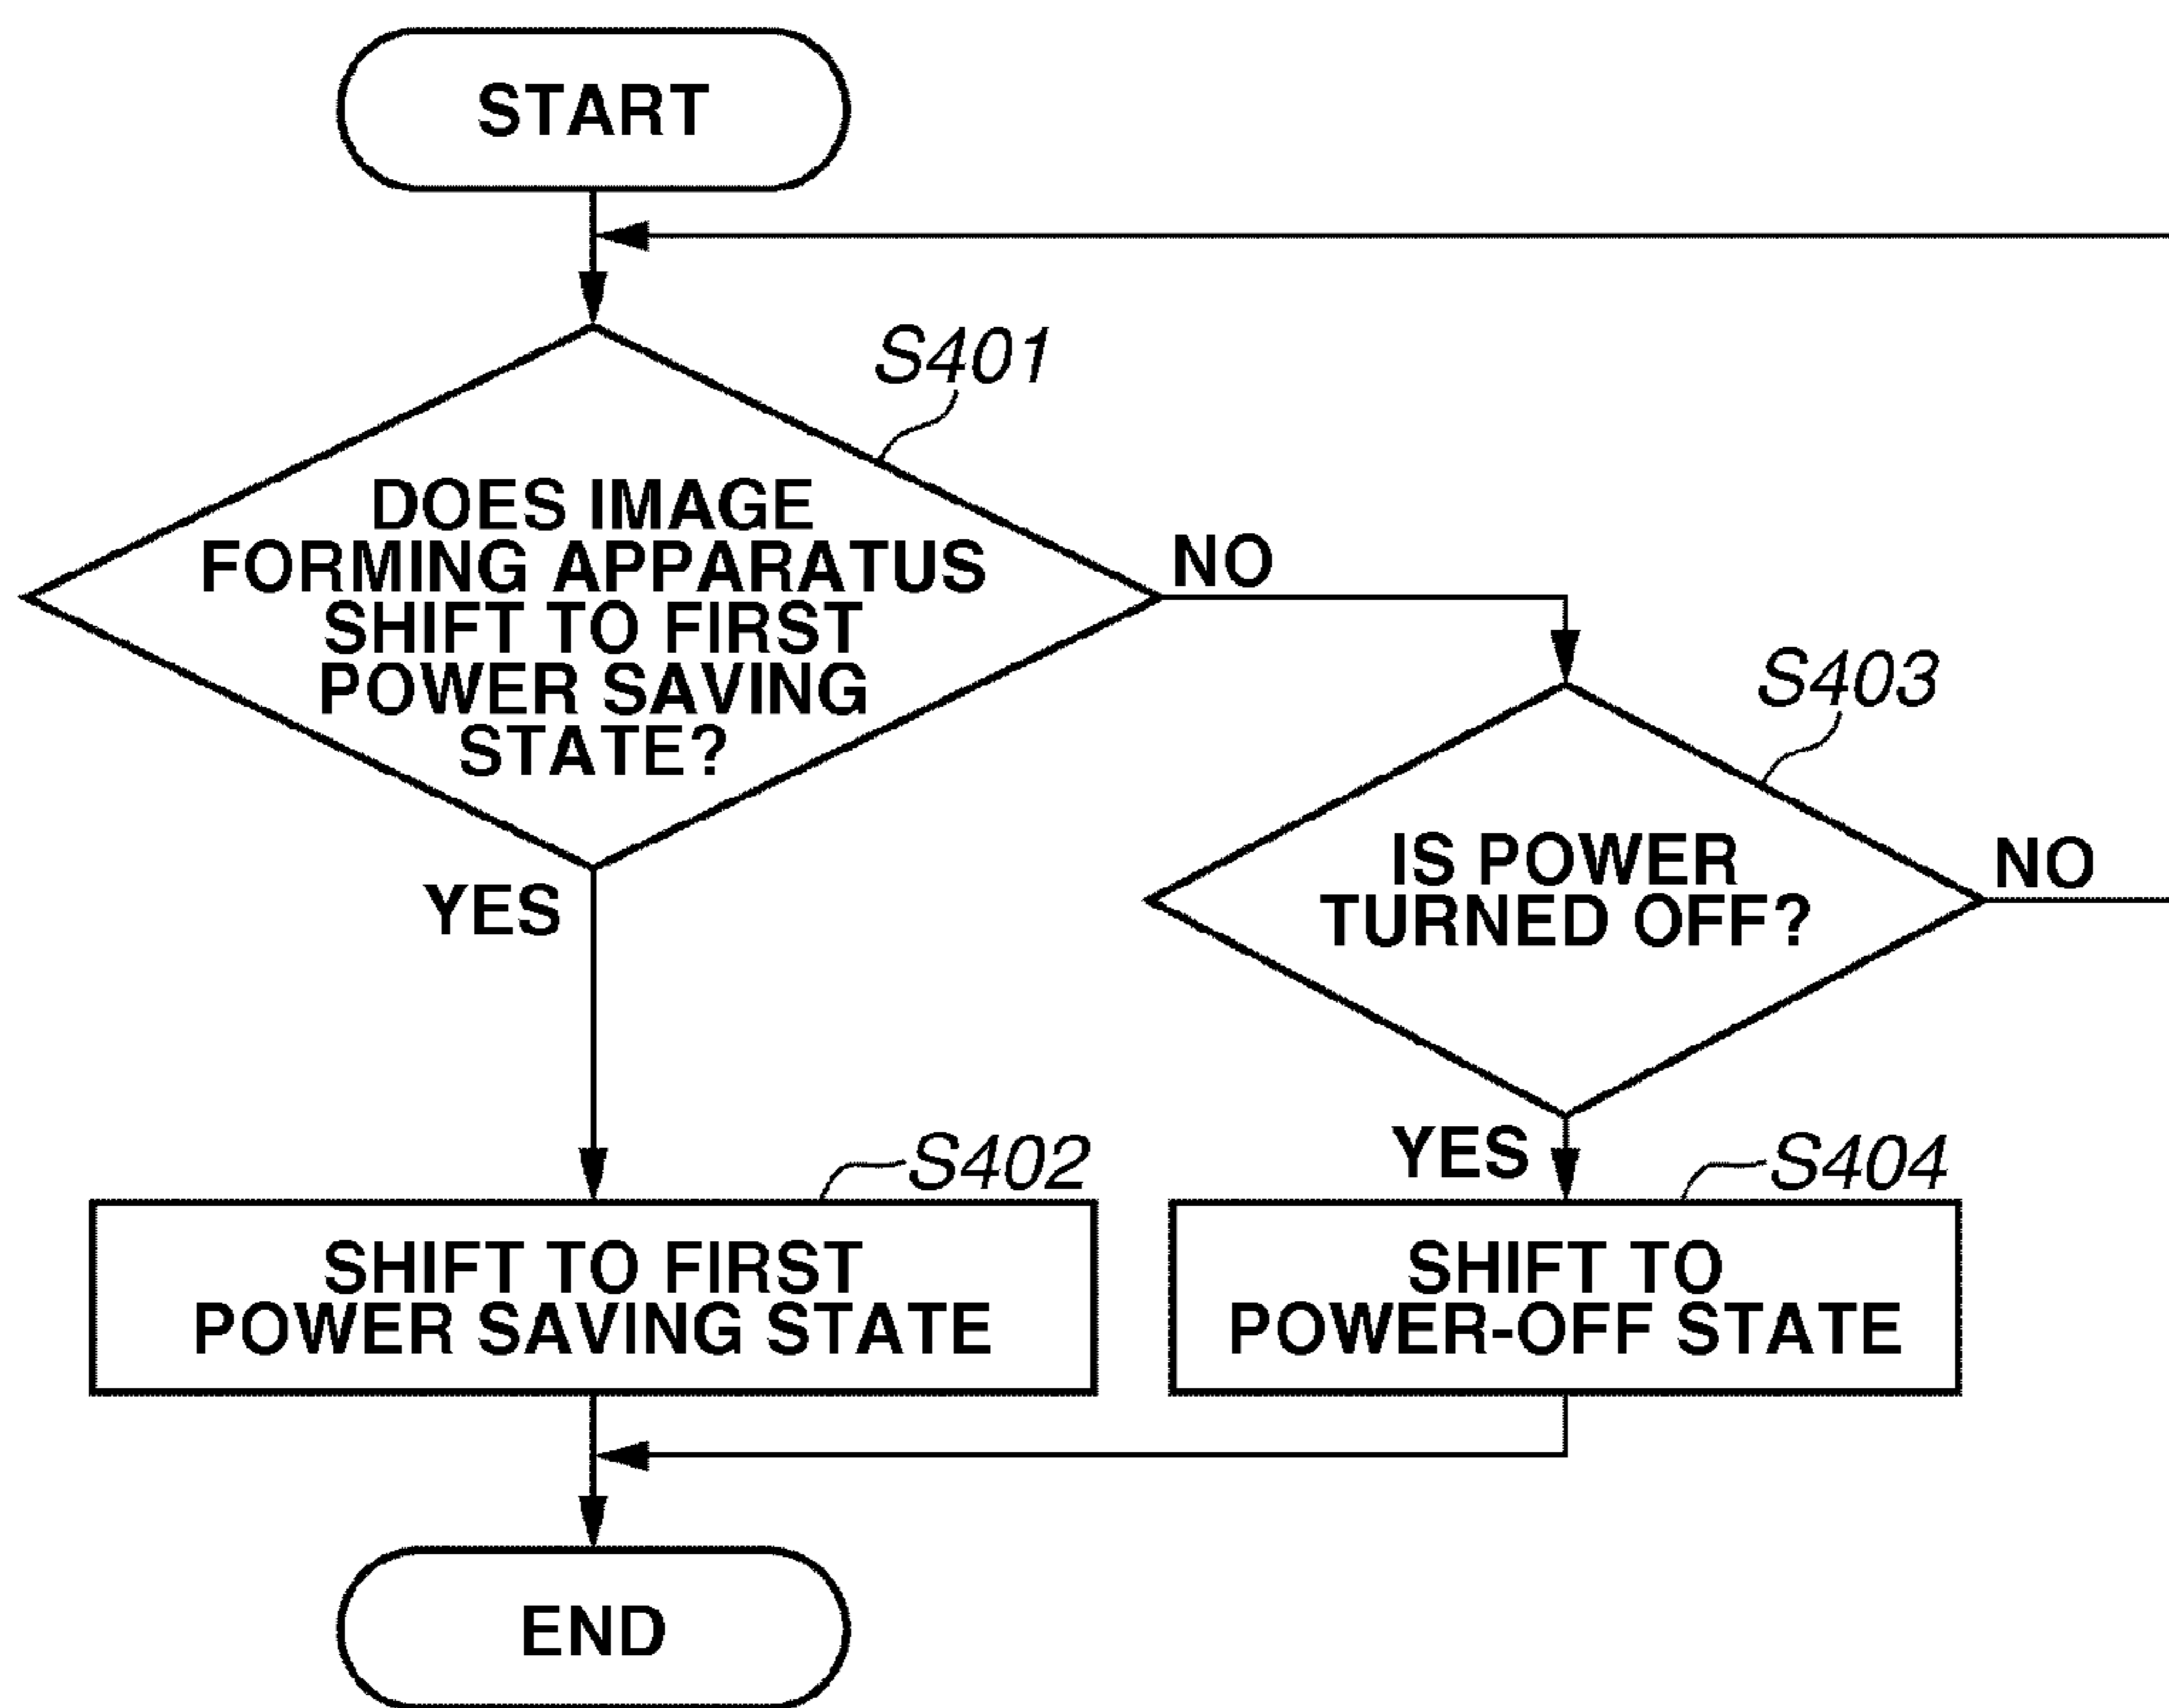 START
S401
DOES IMAGE
FORMING APPARATUS
SHIFT TO FIRST
POWER SAVING
STATE?
NO
YES
S403
IS POWER
TURNED OFF?
NO
YES
S402
SHIFT TO FIRST
POWER SAVING STATE
S404
SHIFT TO
POWER-OFF STATE
END